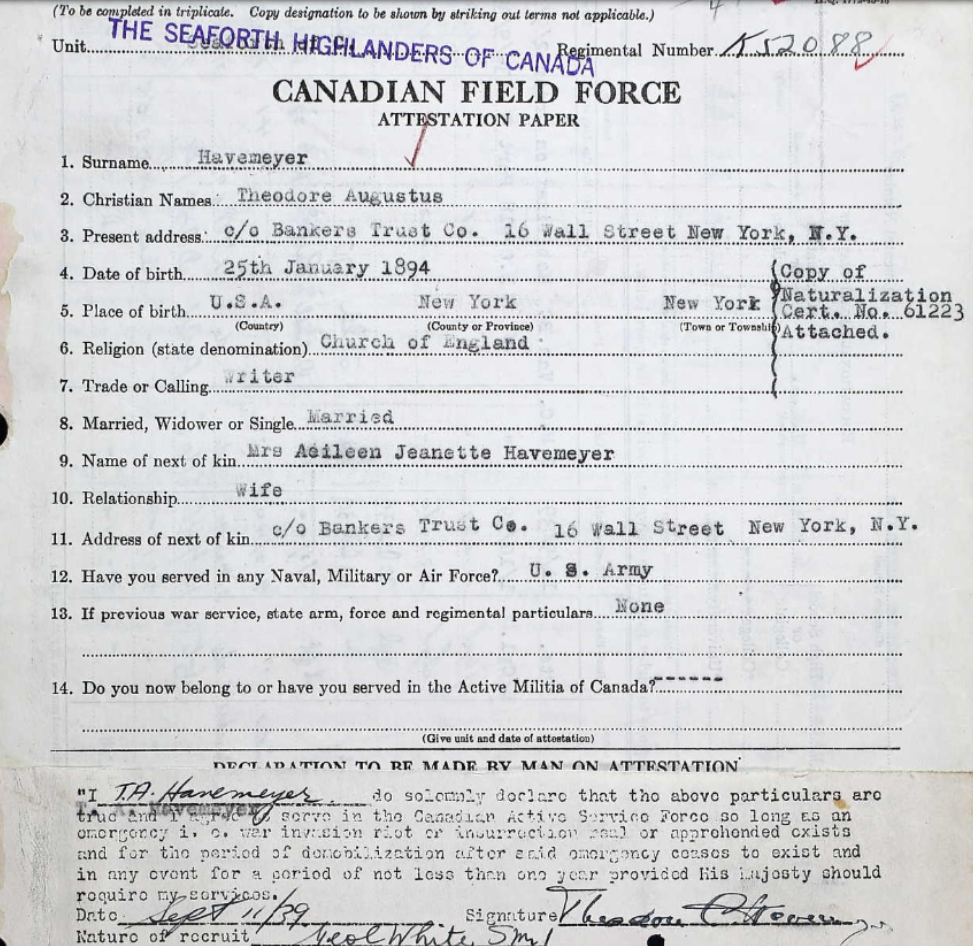 (To be completed in triplicate. Copy designation to be shown by striking out terms not applicable.)
Unit THE SEAFORTH HIGHLANDERS OF CANADA Regimental Number K52088
CANADIAN FIELD FORCE
ATTESTATION PAPER
1. Surname Havemeyer
2. Christian Names: Theodore Augustus
3. Present address: c/o Bankers Trust Co. 16 Wall Street New York, N.Y.
4. Date of birth 25th January 1894
5. Place of birth U.S.A. New York New York
(Country) (County or Province) (Town or Township)
Copy of
Naturalization
Cert. No. 61223
Attached.
6. Religion (state denomination) Church of England
7. Trade or Calling Writer
8. Married, Widower or Single Married
9. Name of next of kin Mrs Aeileen Jeanette Havemeyer
10. Relationship Wife
11. Address of next of kin c/o Bankers Trust Co. 16 Wall Street New York, N.Y.
12. Have you served in any Naval, Military or Air Force? U. S. Army
13. If previous war service, state arm, force and regimental particulars None
14. Do you now belong to or have you served in the Active Militia of Canada? ------
(Give unit and date of attestation)
DECLARATION TO BE MADE BY MAN ON ATTESTATION
"I T.A. Havemeyer do solemnly declare that the above particulars are
true and I agree to serve in the Canadian Active Service Force so long as an
emergency i. e. war invasion riot or insurrection real or apprehended exists
and for the period of demobilization after said emergency ceases to exist and
in any event for a period of not less than one year provided His Majesty should
require my services.
Date Sept 11/39 Signature Theodore
Nature of recruit